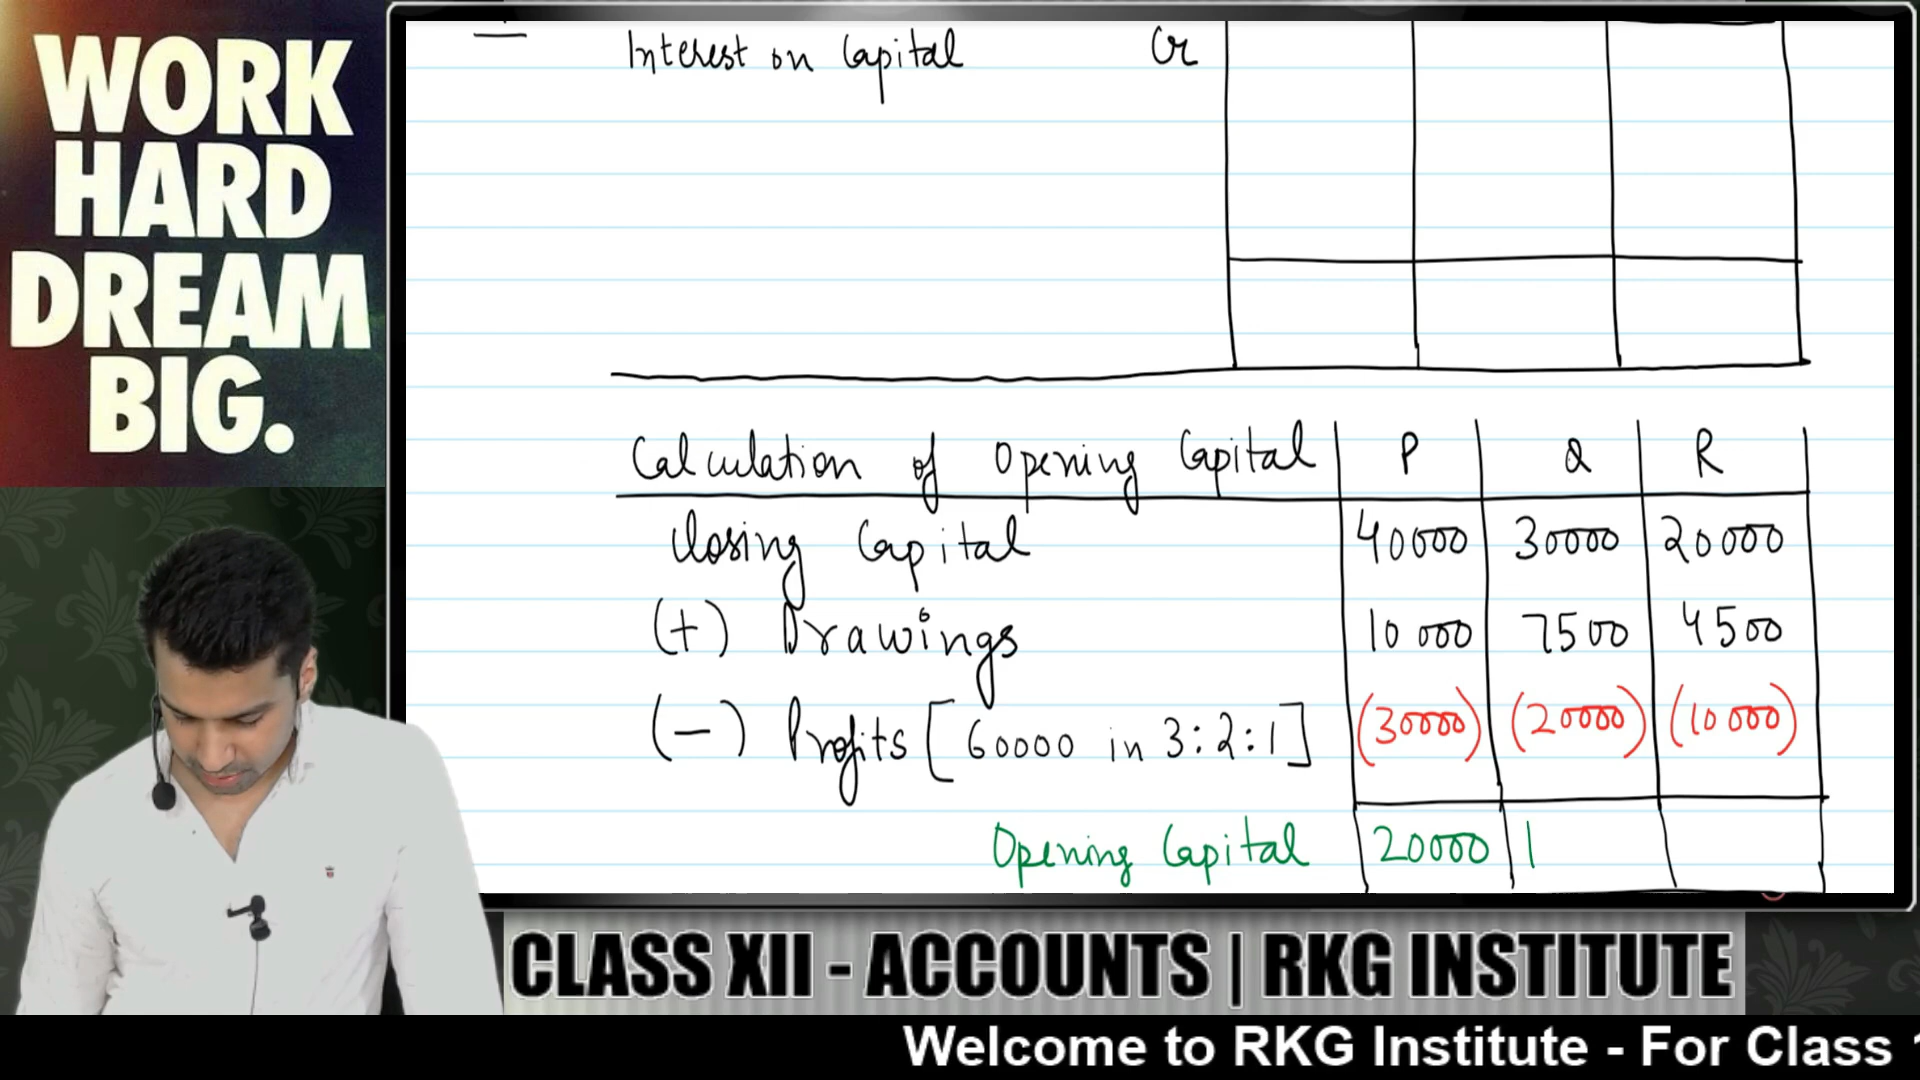 WORK
HARD
DREAM
BIG.
Interest on Capital Cr
Calculation of Opening Capital P Q R
Closing Capital 40000 30000 20000
(+) Drawings 10000 7500 4500
(-) Profits [60000 in 3:2:1] (30000) (20000) (10000)
Opening Capital 20000 1
CLASS XII - ACCOUNTS | RKG INSTITUTE
Welcome to RKG Institute - For Class 1